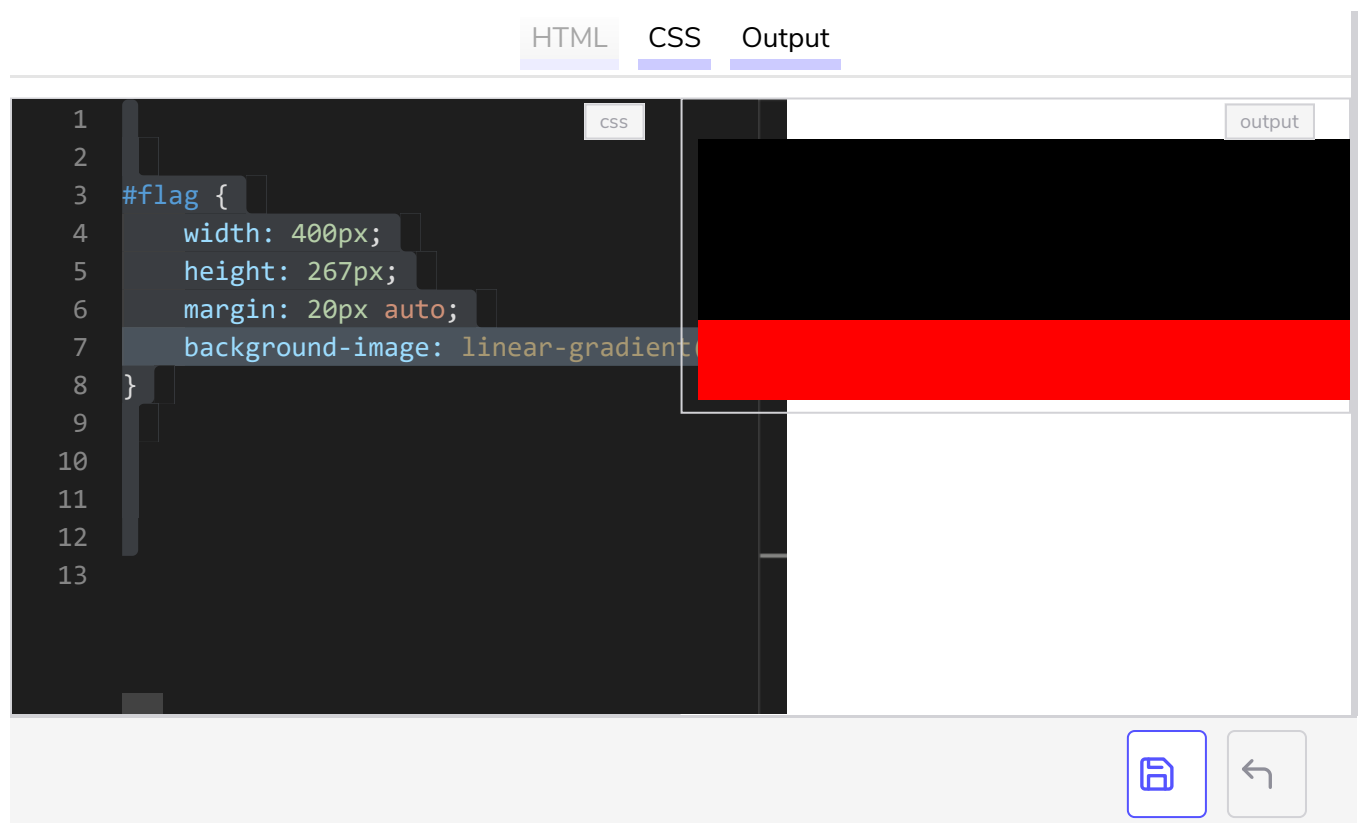 HTML CSS Output
css
output
1
2
3 #flag {
4 width: 400px;
5 height: 267px;
6 margin: 20px auto;
7 background-image: linear-gradient(
8 }
9
10
11
12
13